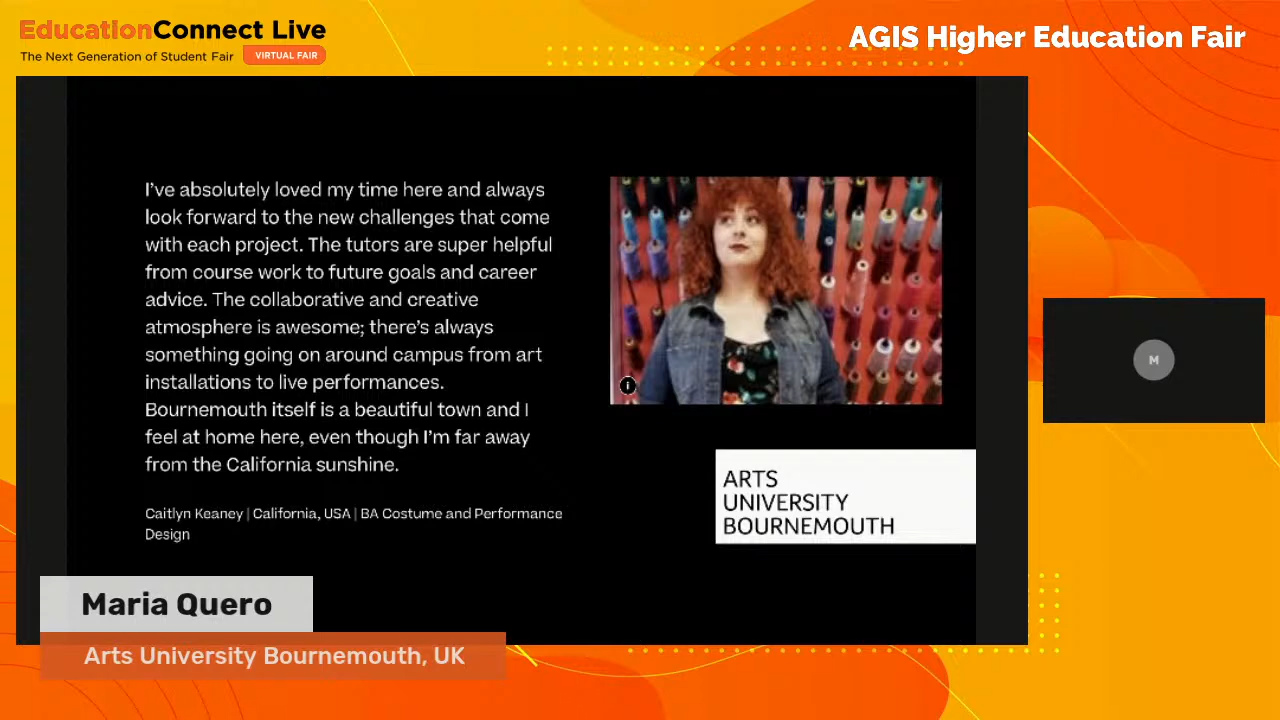 EducationConnect Live
The Next Generation of Student Fair VIRTUAL FAIR
AGIS Higher Education Fair
I've absolutely loved my time here and always
look forward to the new challenges that come
with each project. The tutors are super helpful
from course work to future goals and career
advice. The collaborative and creative
atmosphere is awesome; there's always
something going on around campus from art
installations to live performances.
Bournemouth itself is a beautiful town and I
feel at home here, even though I'm far away
from the California sunshine.
Caitlyn Keaney | California, USA | BA Costume and Performance
Design
i
ARTS
UNIVERSITY
BOURNEMOUTH
M
Maria Quero
Arts University Bournemouth, UK